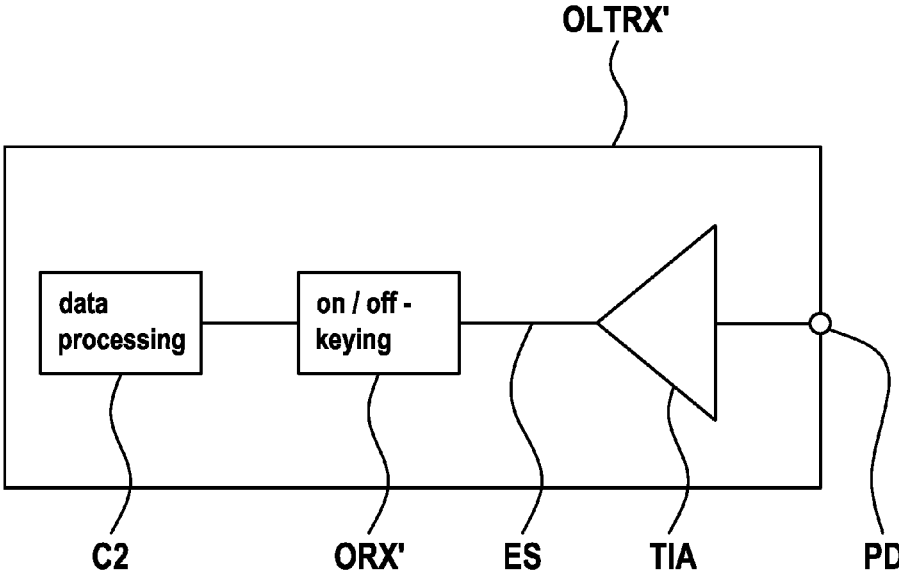 OLTRX'
data
processing
on / off -
keying
C2
ORX'
ES
TIA
PD